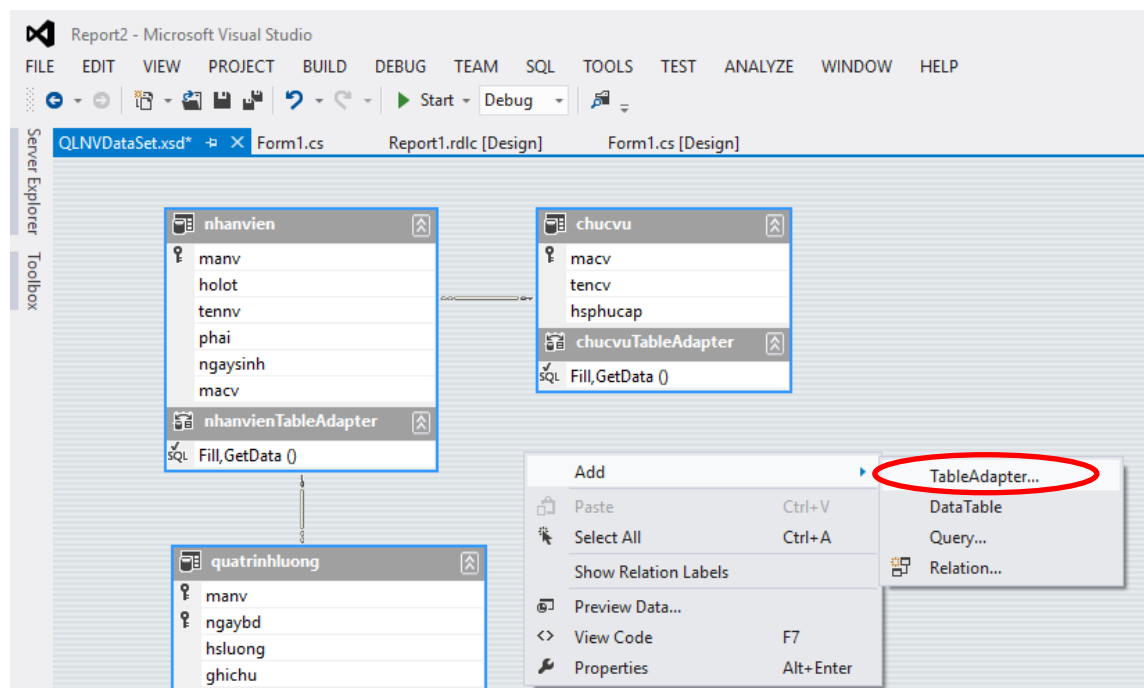 Report2 - Microsoft Visual Studio
FILE EDIT VIEW PROJECT BUILD DEBUG TEAM SQL TOOLS TEST ANALYZE WINDOW HELP
Start Debug
Server Explorer
Toolbox
QLNVDataSet.xsd* Form1.cs Report1.rdlc [Design] Form1.cs [Design]
nhanvien
manv
holot
tennv
phai
ngaysinh
macv
nhanvienTableAdapter
SQL Fill,GetData ()
chucvu
macv
tencv
hsphucap
chucvuTableAdapter
SQL Fill,GetData ()
quatrinhluong
manv
ngaybd
hsluong
ghichu
Add
Paste Ctrl+V
Select All Ctrl+A
Show Relation Labels
Preview Data...
View Code F7
Properties Alt+Enter
TableAdapter...
DataTable
Query...
Relation...